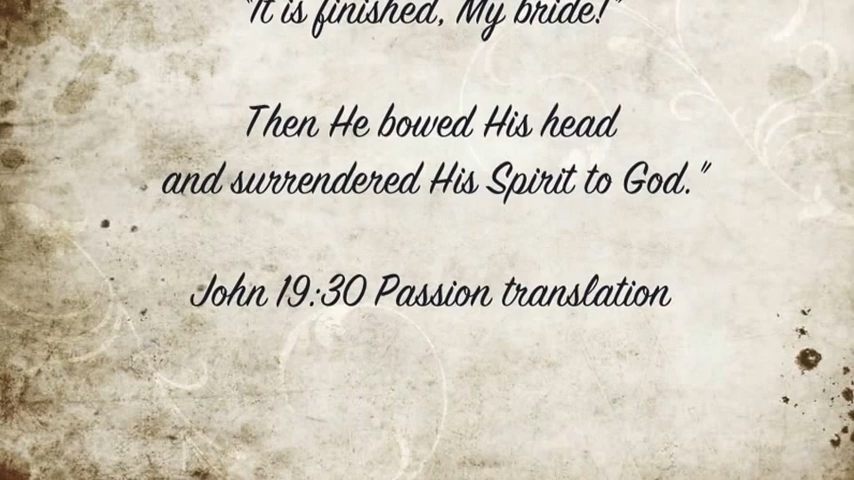 "It is finished, My bride!"
Then He bowed His head
and surrendered His Spirit to God."
John 19:30 Passion translation